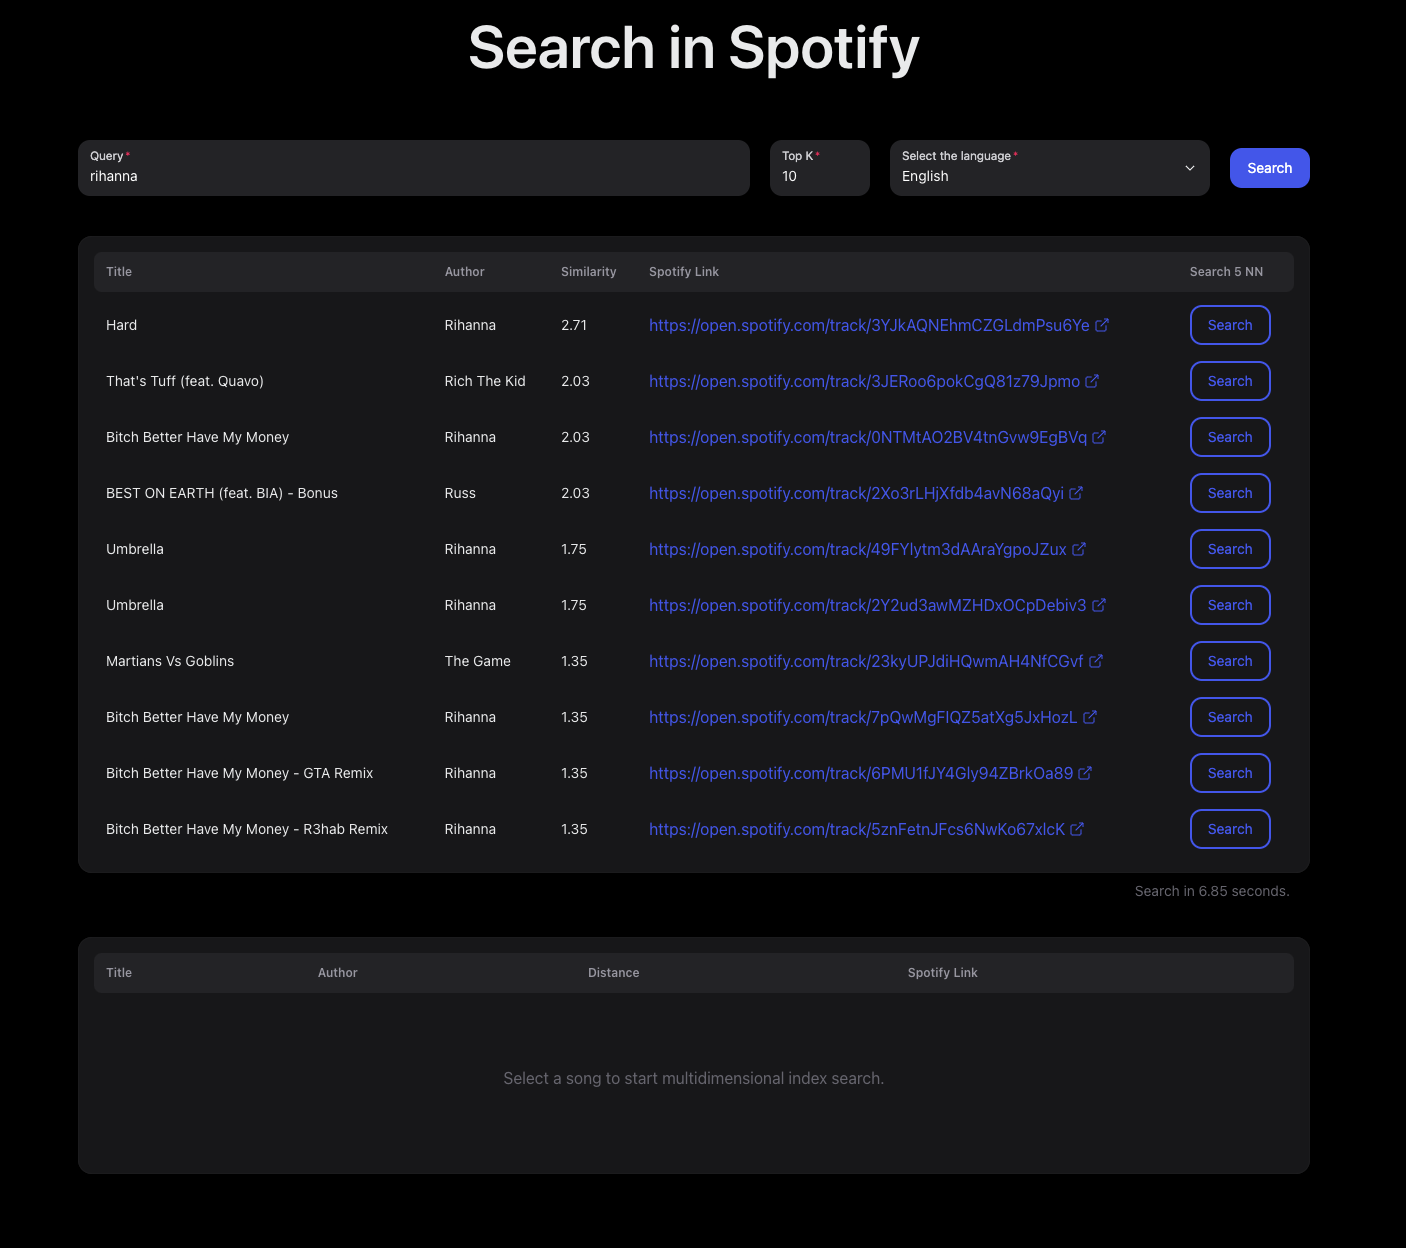 Search in Spotify
Query*
rihanna
Top K*
10
Select the language*
English
Search
Title Author Similarity Spotify Link Search 5 NN
Hard Rihanna 2.71 https://open.spotify.com/track/3YJkAQNEhmCZGLdmPsu6Ye Search
That's Tuff (feat. Quavo) Rich The Kid 2.03 https://open.spotify.com/track/3JERoo6pokCgQ81z79Jpmo Search
Bitch Better Have My Money Rihanna 2.03 https://open.spotify.com/track/0NTMtAO2BV4tnGvw9EgBVq Search
BEST ON EARTH (feat. BIA) - Bonus Russ 2.03 https://open.spotify.com/track/2Xo3rLHjXfdb4avN68aQyi Search
Umbrella Rihanna 1.75 https://open.spotify.com/track/49FYlytm3dAAraYgpoJZux Search
Umbrella Rihanna 1.75 https://open.spotify.com/track/2Y2ud3awMZHDxOCpDebiv3 Search
Martians Vs Goblins The Game 1.35 https://open.spotify.com/track/23kyUPJdiHQwmAH4NfCGvf Search
Bitch Better Have My Money Rihanna 1.35 https://open.spotify.com/track/7pQwMgFlQZ5atXg5JxHozL Search
Bitch Better Have My Money - GTA Remix Rihanna 1.35 https://open.spotify.com/track/6PMU1fJY4Gly94ZBrkOa89 Search
Bitch Better Have My Money - R3hab Remix Rihanna 1.35 https://open.spotify.com/track/5znFetnJFcs6NwKo67xlcK Search
Search in 6.85 seconds.
Title Author Distance Spotify Link
Select a song to start multidimensional index search.